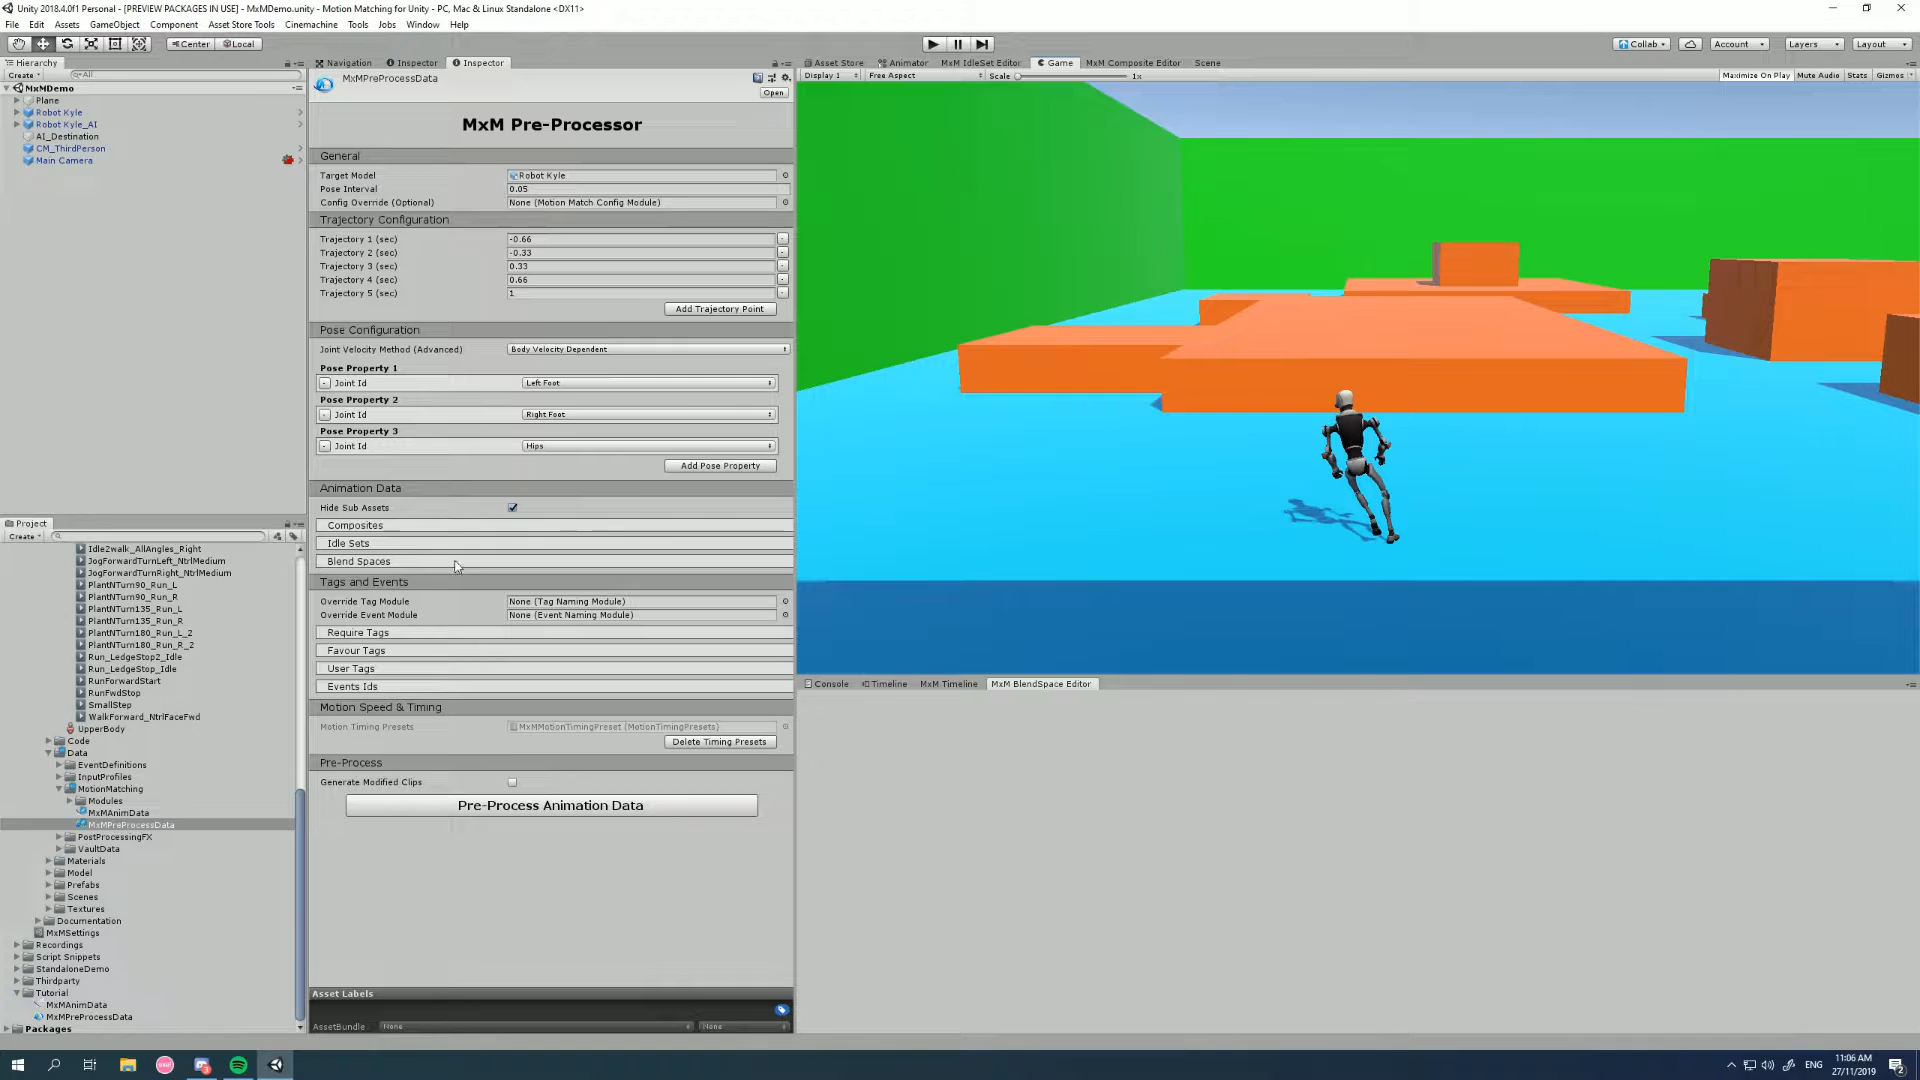 Unity 2018.4.0f1 Personal - [PREVIEW PACKAGES IN USE] - MxMDemo.unity - Motion Matching for Unity - PC, Mac & Linux Standalone <DX11>
File Edit Assets GameObject Component Asset Store Tools Cinemachine Tools Jobs Window Help
Center Local Collab Account Layers Layout
Hierarchy
Create All
MxMDemo
Plane
Robot Kyle
Robot Kyle_AI
AI_Destination
CM_ThirdPerson
Main Camera
Project
Create
Idle2walk_AllAngles_Right
JogForwardTurnLeft_NtrlMedium
JogForwardTurnRight_NtrlMedium
PlantNTurn90_Run_L
PlantNTurn90_Run_R
PlantNTurn135_Run_L
PlantNTurn135_Run_R
PlantNTurn180_Run_L_2
PlantNTurn180_Run_R_2
Run_LedgeStop2_Idle
Run_LedgeStop_Idle
RunForwardStart
RunFwdStop
SmallStep
WalkForward_NtrlFaceFwd
UpperBody
Code
Data
EventDefinitions
InputProfiles
MotionMatching
Modules
MxMAnimData
MxMPreProcessData
PostProcessingFX
VaultData
Materials
Model
Prefabs
Scenes
Textures
Documentation
MxMSettings
Recordings
Script Snippets
StandaloneDemo
Thirdparty
Tutorial
MxMAnimData
MxMPreProcessData
Packages
Navigation Inspector Inspector
MxMPreProcessData
Open
MxM Pre-Processor
General
Target Model Robot Kyle
Pose Interval 0.05
Config Override (Optional) None (Motion Match Config Module)
Trajectory Configuration
Trajectory 1 (sec) -0.66
Trajectory 2 (sec) -0.33
Trajectory 3 (sec) 0.33
Trajectory 4 (sec) 0.66
Trajectory 5 (sec) 1
Add Trajectory Point
Pose Configuration
Joint Velocity Method (Advanced) Body Velocity Dependent
Pose Property 1
- Joint Id Left Foot
Pose Property 2
- Joint Id Right Foot
Pose Property 3
- Joint Id Hips
Add Pose Property
Animation Data
Hide Sub Assets
Composites
Idle Sets
Blend Spaces
Tags and Events
Override Tag Module None (Tag Naming Module)
Override Event Module None (Event Naming Module)
Require Tags
Favour Tags
User Tags
Events Ids
Motion Speed & Timing
Motion Timing Presets MxMMotionTimingPreset (MotionTimingPresets)
Delete Timing Presets
Pre-Process
Generate Modified Clips
Pre-Process Animation Data
Asset Labels
AssetBundle None None
Asset Store Animator MxM IdleSet Editor Game MxM Composite Editor Scene
Display 1 Free Aspect Scale 1x Maximize On Play Mute Audio Stats Gizmos
Console Timeline MxM Timeline MxM BlendSpace Editor
ENG
11:06 AM
27/11/2019